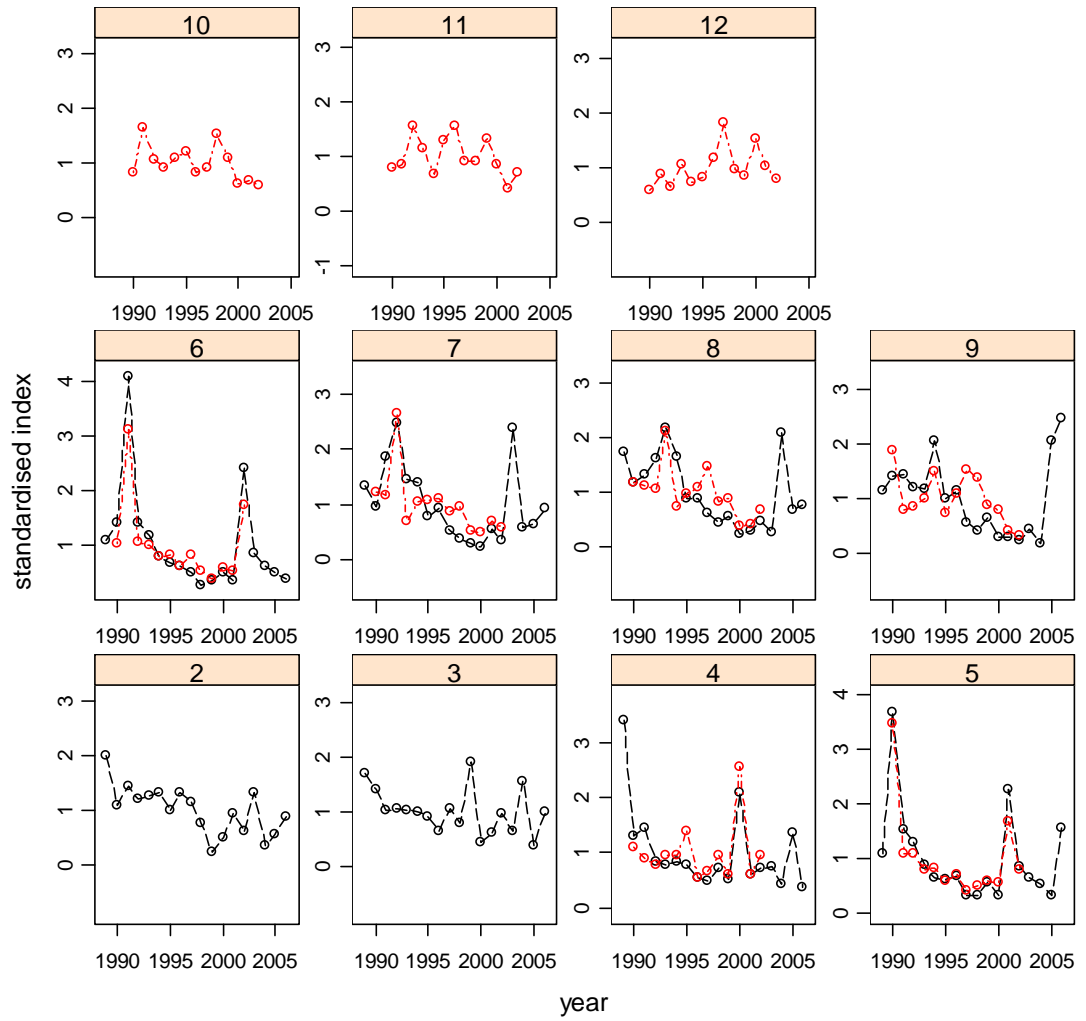 10 11 12
3 3 3
2 2 2
1 1 1
0 0 0
-1
1990 1995 2000 2005 1990 1995 2000 2005 1990 1995 2000 2005
6 7 8 9
4 3 3 3
3 2 2 2
2 1 1 1
1 0 0 0
1990 1995 2000 2005 1990 1995 2000 2005 1990 1995 2000 2005 1990 1995 2000 2005
2 3 4 5
3 3 3 4
2 2 2 3
1 1 1 2
0 0 0 1
0
1990 1995 2000 2005 1990 1995 2000 2005 1990 1995 2000 2005 1990 1995 2000 2005
standardised index
year